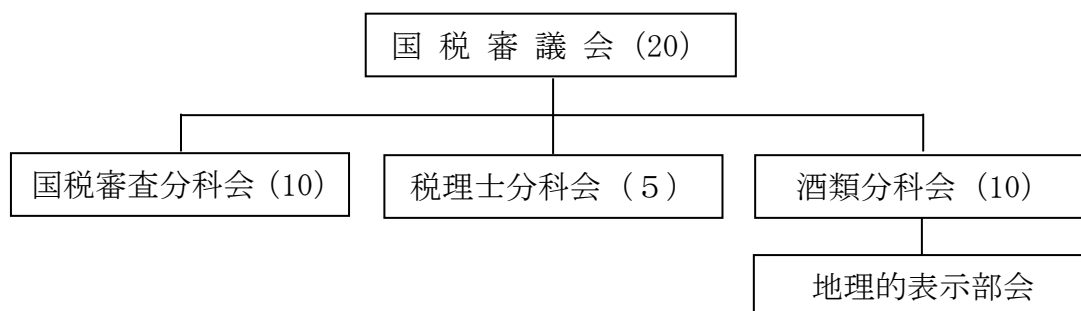 国 税 審 議 会 (20)
国税審査分科会 (10)
税理士分科会 (５)
酒類分科会 (10)
地理的表示部会